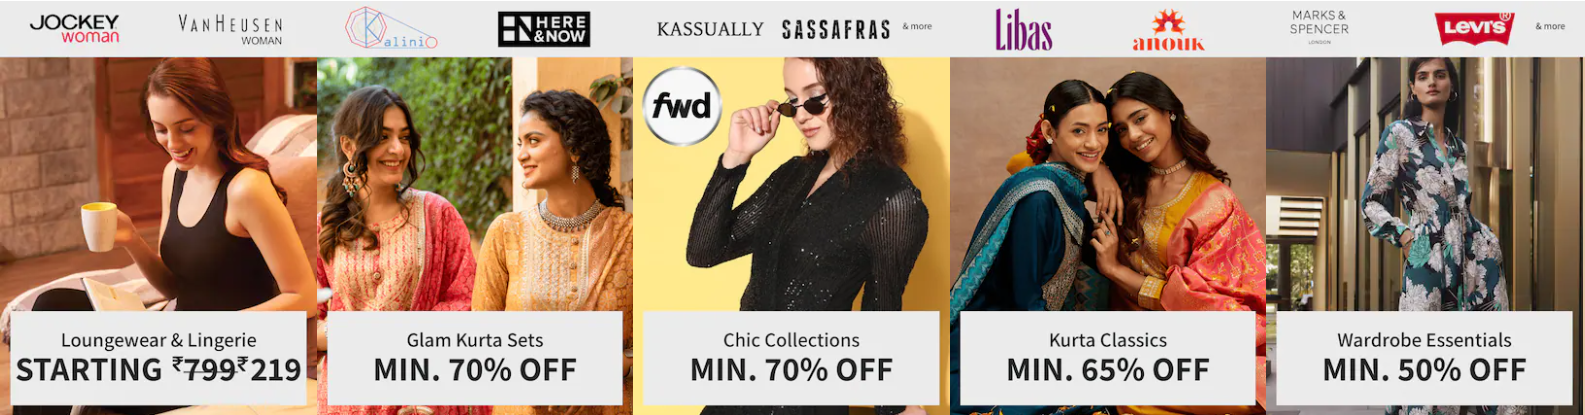 JOCKEY
woman
VAN HEUSEN
WOMAN
Kalini
HERE
&NOW
KASSUALLY
SASSAFRAS
& more
Libas
anouk
MARKS &
SPENCER
LONDON
LEVI'S®
& more
fwd
Loungewear & Lingerie
STARTING ₹799₹219
Glam Kurta Sets
MIN. 70% OFF
Chic Collections
MIN. 70% OFF
Kurta Classics
MIN. 65% OFF
Wardrobe Essentials
MIN. 50% OFF